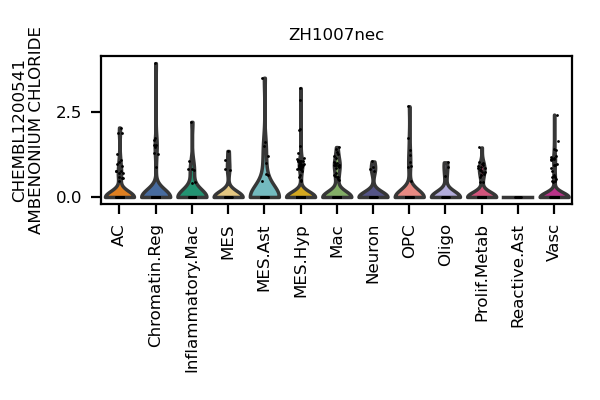 ZH1007nec
CHEMBL1200541
AMBENONIUM CHLORIDE
2.5
0.0
AC
Chromatin.Reg
Inflammatory.Mac
MES
MES.Ast
MES.Hyp
Mac
Neuron
OPC
Oligo
Prolif.Metab
Reactive.Ast
Vasc